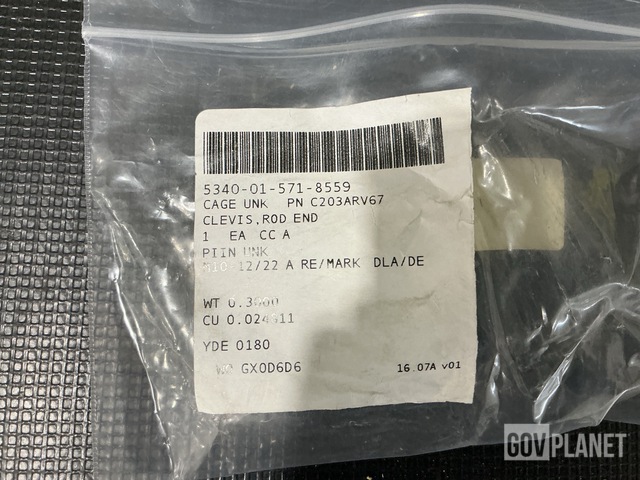 5340-01-571-8559
CAGE UNK PN C203ARV67
CLEVIS,ROD END
1 EA CC A
PIIN UNK
12/22 A RE/MARK DLA/DE
WT 0.3000
CU 0.024911
YDE 0180
GX0D6D6
16.07A v01
GOVPLANET